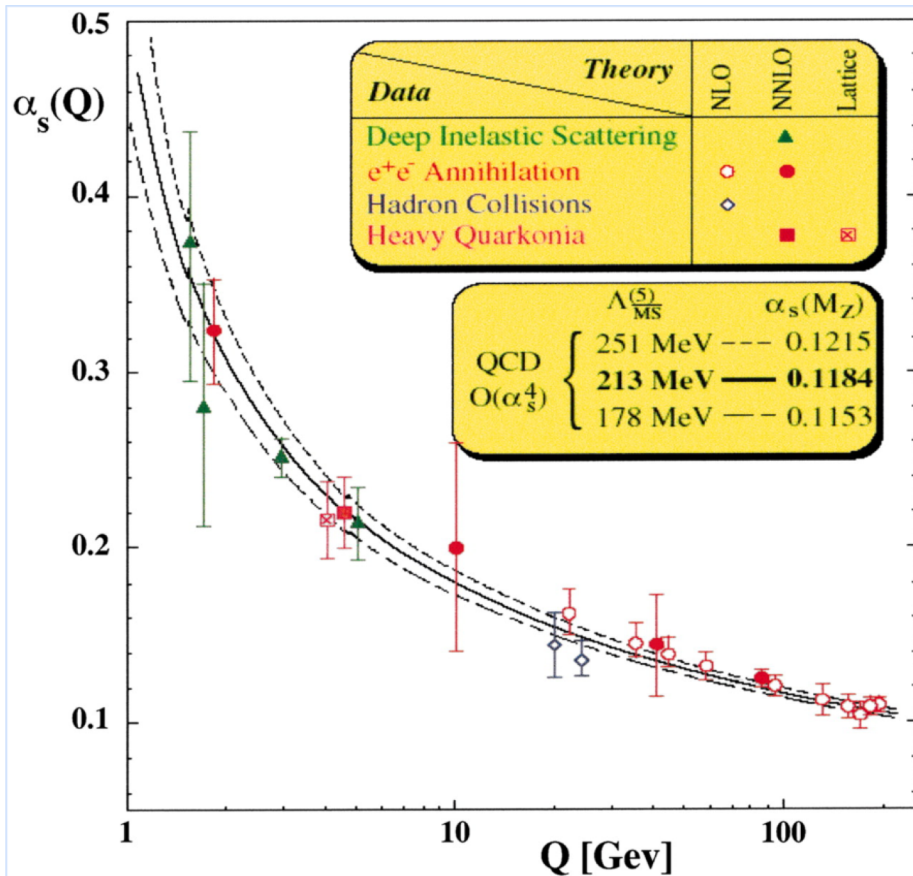 0.5
αs(Q)
0.4
0.3
0.2
0.1
1
10
100
Q [Gev]
Theory
Data
NLO
NNLO
Lattice
Deep Inelastic Scattering
e+e- Annihilation
Hadron Collisions
Heavy Quarkonia
Λ(5)MS αs(MZ)
QCD
O(αs4)
251 MeV 0.1215
213 MeV 0.1184
178 MeV 0.1153